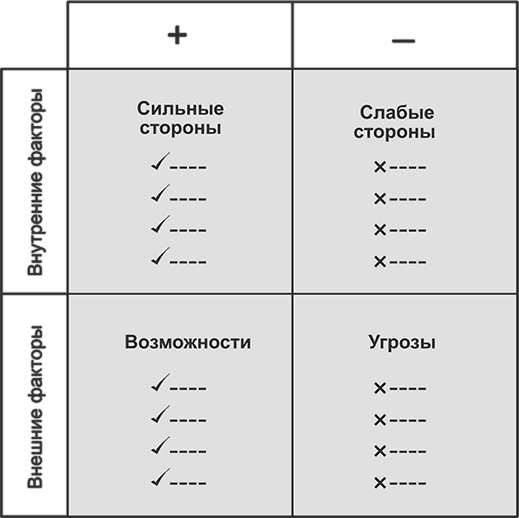 +
–
Внутренние факторы
Сильные
стороны
✓----
✓----
✓----
✓----
Слабые
стороны
×----
×----
×----
×----
Внешние факторы
Возможности
✓----
✓----
✓----
✓----
Угрозы
×----
×----
×----
×----